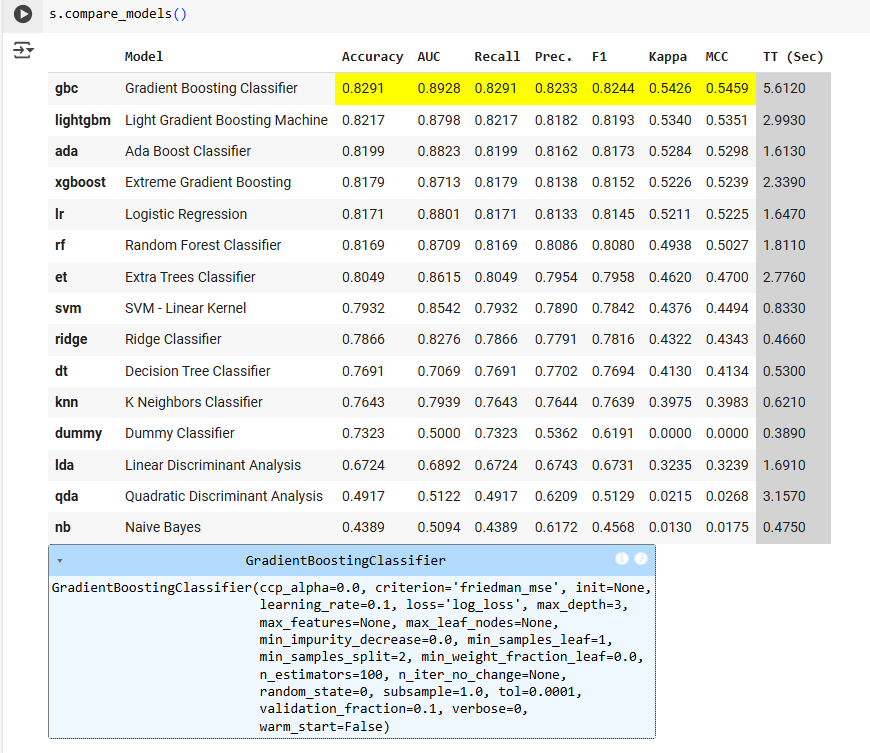 s.compare_models()
Model Accuracy AUC Recall Prec. F1 Kappa MCC TT (Sec)
gbc Gradient Boosting Classifier 0.8291 0.8928 0.8291 0.8233 0.8244 0.5426 0.5459 5.6120
lightgbm Light Gradient Boosting Machine 0.8217 0.8798 0.8217 0.8182 0.8193 0.5340 0.5351 2.9930
ada Ada Boost Classifier 0.8199 0.8823 0.8199 0.8162 0.8173 0.5284 0.5298 1.6130
xgboost Extreme Gradient Boosting 0.8179 0.8713 0.8179 0.8138 0.8152 0.5226 0.5239 2.3390
lr Logistic Regression 0.8171 0.8801 0.8171 0.8133 0.8145 0.5211 0.5225 1.6470
rf Random Forest Classifier 0.8169 0.8709 0.8169 0.8086 0.8080 0.4938 0.5027 1.8110
et Extra Trees Classifier 0.8049 0.8615 0.8049 0.7954 0.7958 0.4620 0.4700 2.7760
svm SVM - Linear Kernel 0.7932 0.8542 0.7932 0.7890 0.7842 0.4376 0.4494 0.8330
ridge Ridge Classifier 0.7866 0.8276 0.7866 0.7791 0.7816 0.4322 0.4343 0.4660
dt Decision Tree Classifier 0.7691 0.7069 0.7691 0.7702 0.7694 0.4130 0.4134 0.5300
knn K Neighbors Classifier 0.7643 0.7939 0.7643 0.7644 0.7639 0.3975 0.3983 0.6210
dummy Dummy Classifier 0.7323 0.5000 0.7323 0.5362 0.6191 0.0000 0.0000 0.3890
lda Linear Discriminant Analysis 0.6724 0.6892 0.6724 0.6743 0.6731 0.3235 0.3239 1.6910
qda Quadratic Discriminant Analysis 0.4917 0.5122 0.4917 0.6209 0.5129 0.0215 0.0268 3.1570
nb Naive Bayes 0.4389 0.5094 0.4389 0.6172 0.4568 0.0130 0.0175 0.4750
GradientBoostingClassifier i ?
GradientBoostingClassifier(ccp_alpha=0.0, criterion='friedman_mse', init=None,
learning_rate=0.1, loss='log_loss', max_depth=3,
max_features=None, max_leaf_nodes=None,
min_impurity_decrease=0.0, min_samples_leaf=1,
min_samples_split=2, min_weight_fraction_leaf=0.0,
n_estimators=100, n_iter_no_change=None,
random_state=0, subsample=1.0, tol=0.0001,
validation_fraction=0.1, verbose=0,
warm_start=False)